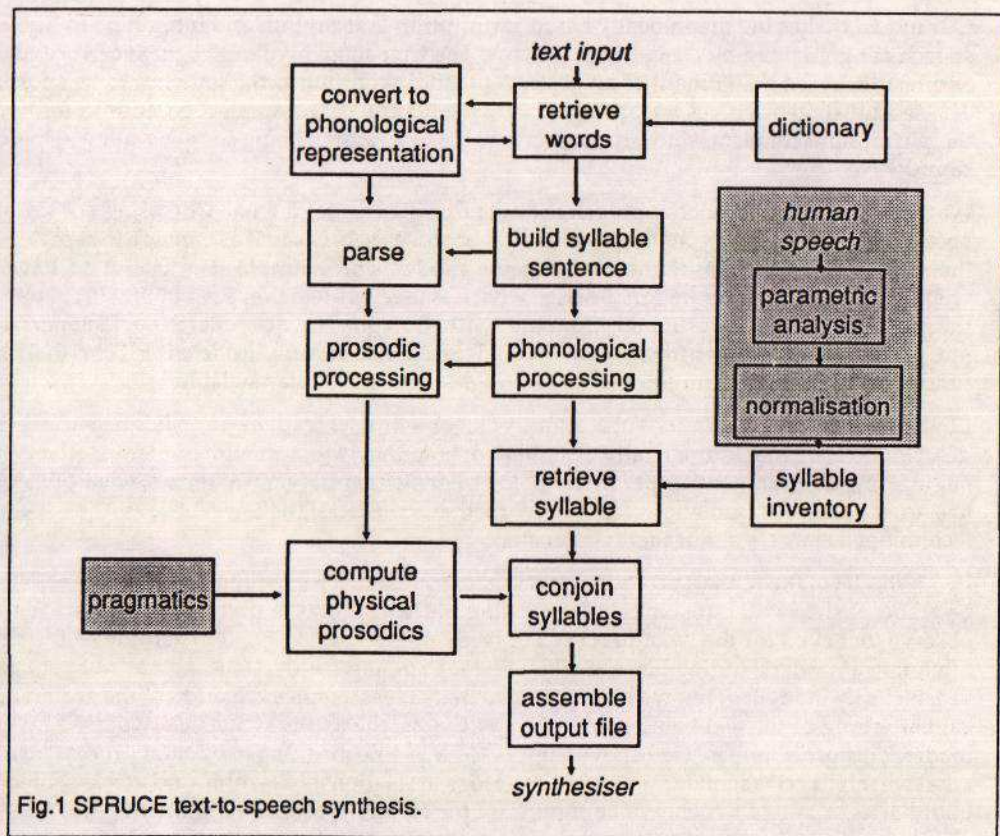 text input
convert to
phonological
representation
retrieve
words
dictionary
human
speech
parse
build syllable
sentence
parametric
analysis
prosodic
processing
phonological
processing
normalisation
retrieve
syllable
syllable
inventory
pragmatics
compute
physical
prosodics
conjoin
syllables
assemble
output file
synthesiser
Fig.1 SPRUCE text-to-speech synthesis.